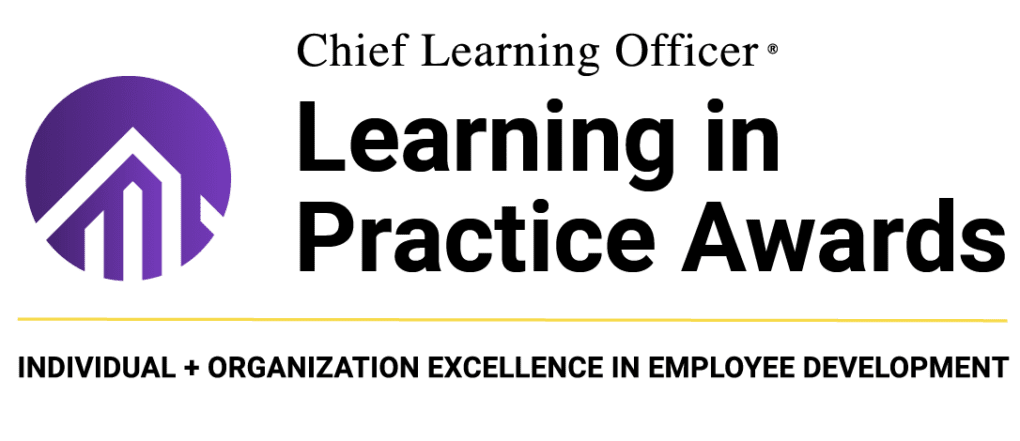 Chief Learning Officer®
Learning in
Practice Awards
INDIVIDUAL + ORGANIZATION EXCELLENCE IN EMPLOYEE DEVELOPMENT